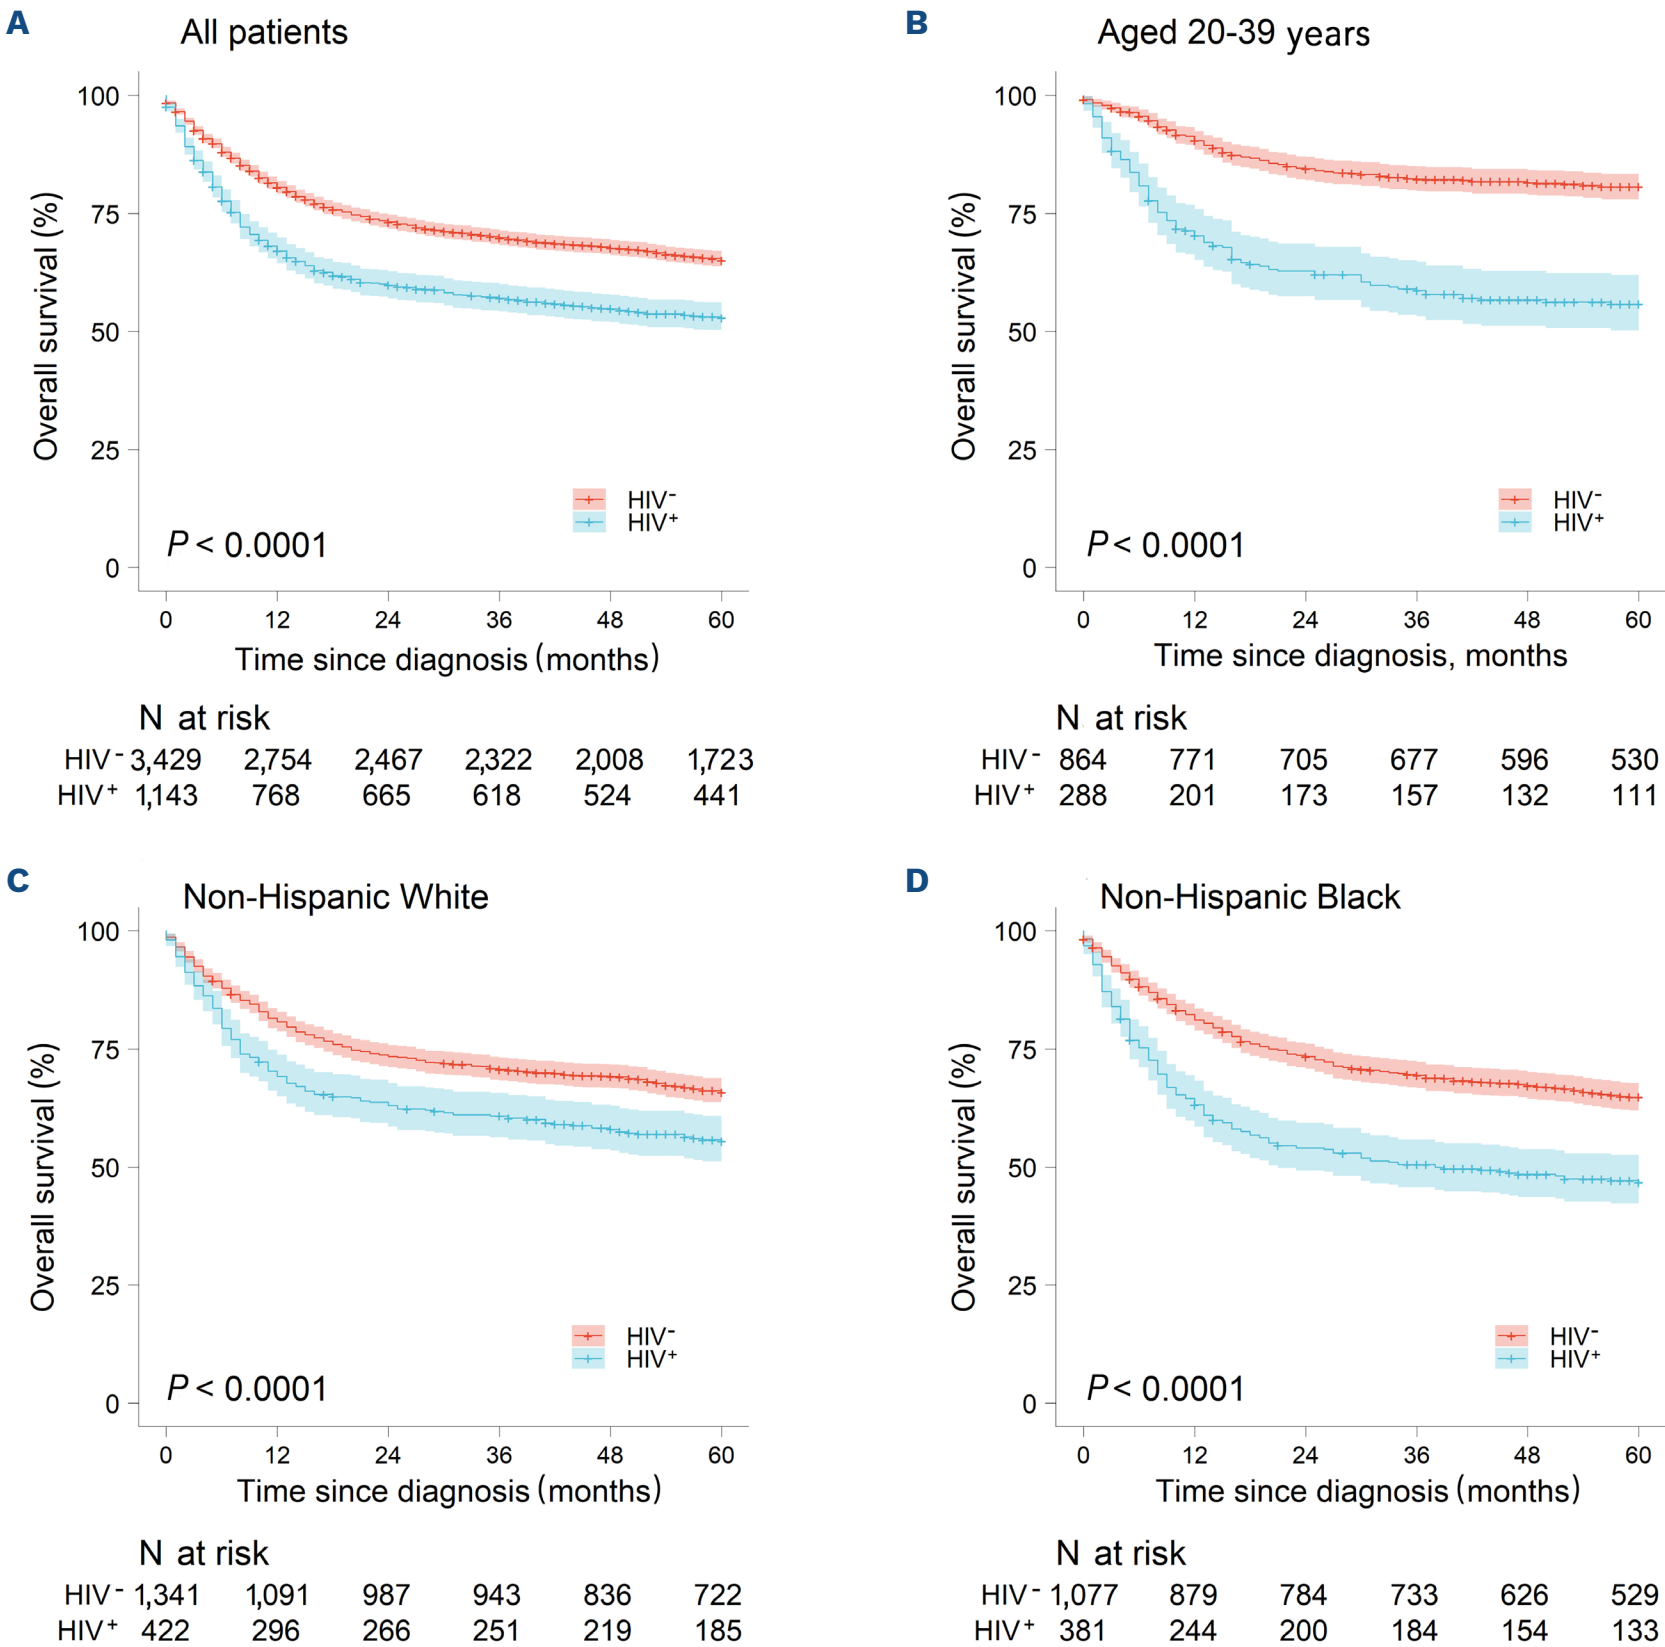 A
All patients
100
75
50
25
0
Overall survival (%)
HIV-
HIV+
P < 0.0001
0 12 24 36 48 60
Time since diagnosis (months)
N at risk
HIV- 3,429 2,754 2,467 2,322 2,008 1,723
HIV+ 1,143 768 665 618 524 441
B
Aged 20-39 years
100
75
50
25
0
Overall survival (%)
HIV-
HIV+
P < 0.0001
0 12 24 36 48 60
Time since diagnosis, months
N at risk
HIV- 864 771 705 677 596 530
HIV+ 288 201 173 157 132 111
C
Non-Hispanic White
100
75
50
25
0
Overall survival (%)
HIV-
HIV+
P < 0.0001
0 12 24 36 48 60
Time since diagnosis (months)
N at risk
HIV- 1,341 1,091 987 943 836 722
HIV+ 422 296 266 251 219 185
D
Non-Hispanic Black
100
75
50
25
0
Overall survival (%)
HIV-
HIV+
P < 0.0001
0 12 24 36 48 60
Time since diagnosis (months)
N at risk
HIV- 1,077 879 784 733 626 529
HIV+ 381 244 200 184 154 133